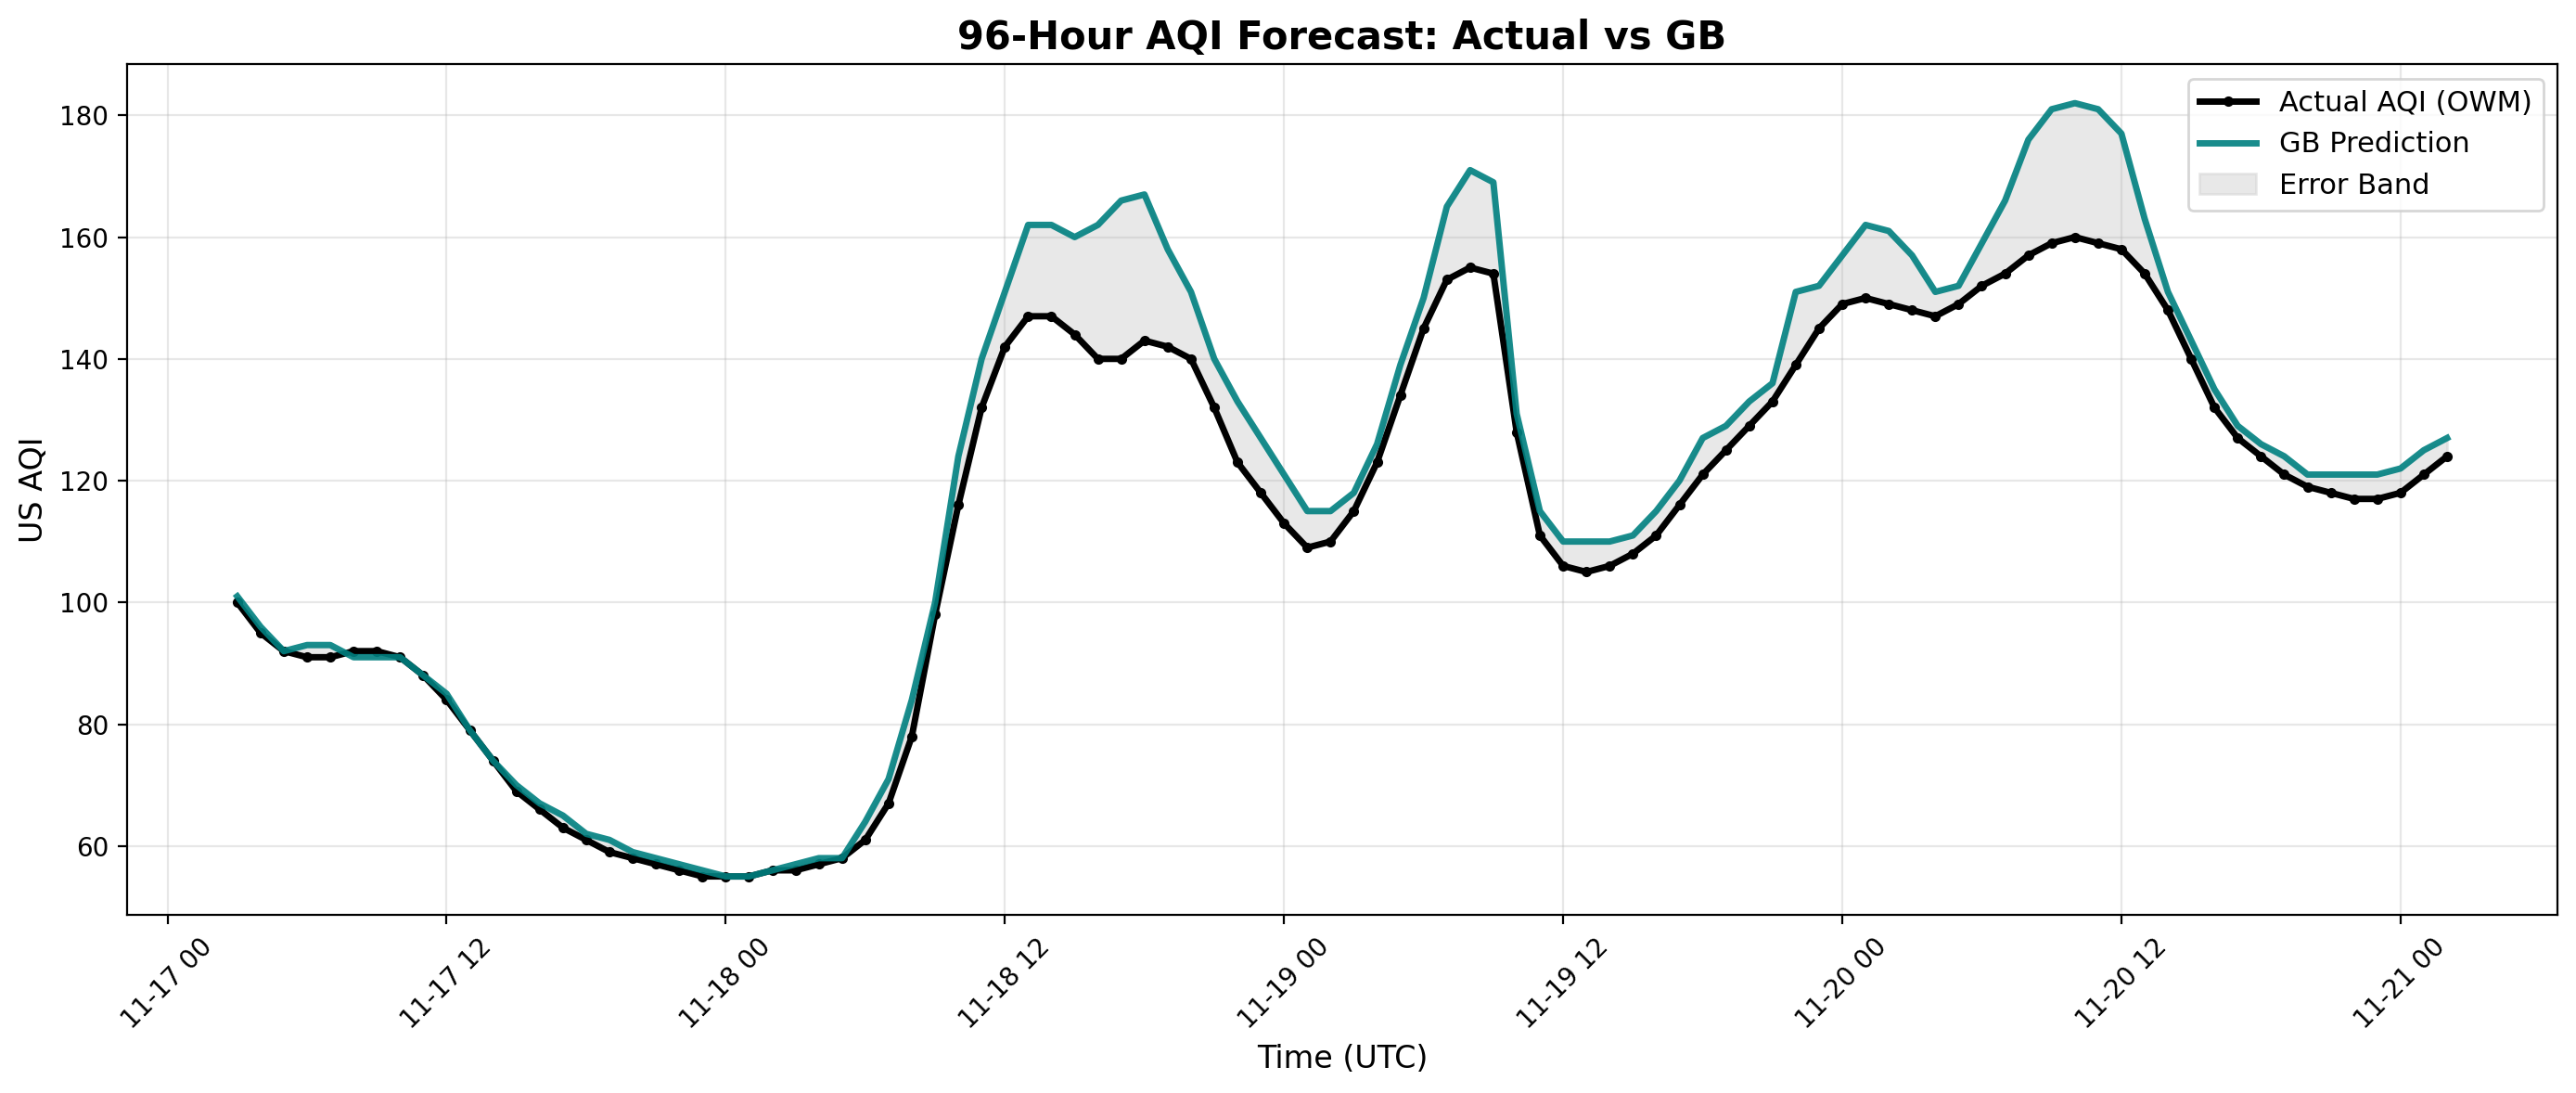 96-Hour AQI Forecast: Actual vs GB
Actual AQI (OWM)
GB Prediction
Error Band
US AQI
180
160
140
120
100
80
60
11-17 00
11-17 12
11-18 00
11-18 12
11-19 00
11-19 12
11-20 00
11-20 12
11-21 00
Time (UTC)